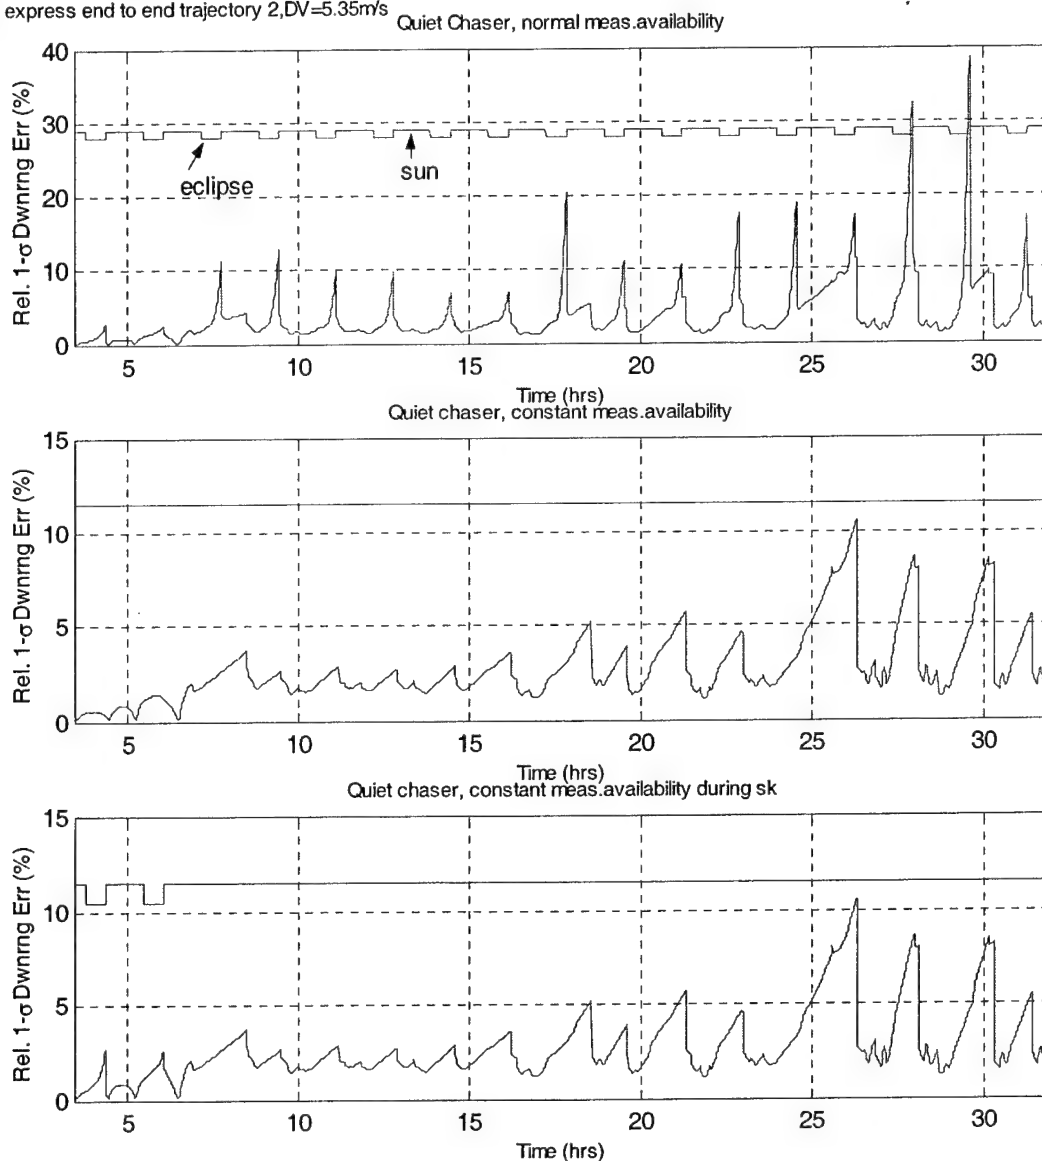 express end to end trajectory 2,DV=5.35m/s
Quiet Chaser, normal meas.availability
Rel. 1-σ Dwnrng Err (%)
40
30
20
10
0
eclipse
sun
5 10 15 20 25 30
Time (hrs)
Quiet chaser, constant meas.availability
Rel. 1-σ Dwnrng Err (%)
15
10
5
0
5 10 15 20 25 30
Time (hrs)
Quiet chaser, constant meas.availability during sk
Rel. 1-σ Dwnrng Err (%)
15
10
5
0
5 10 15 20 25 30
Time (hrs)